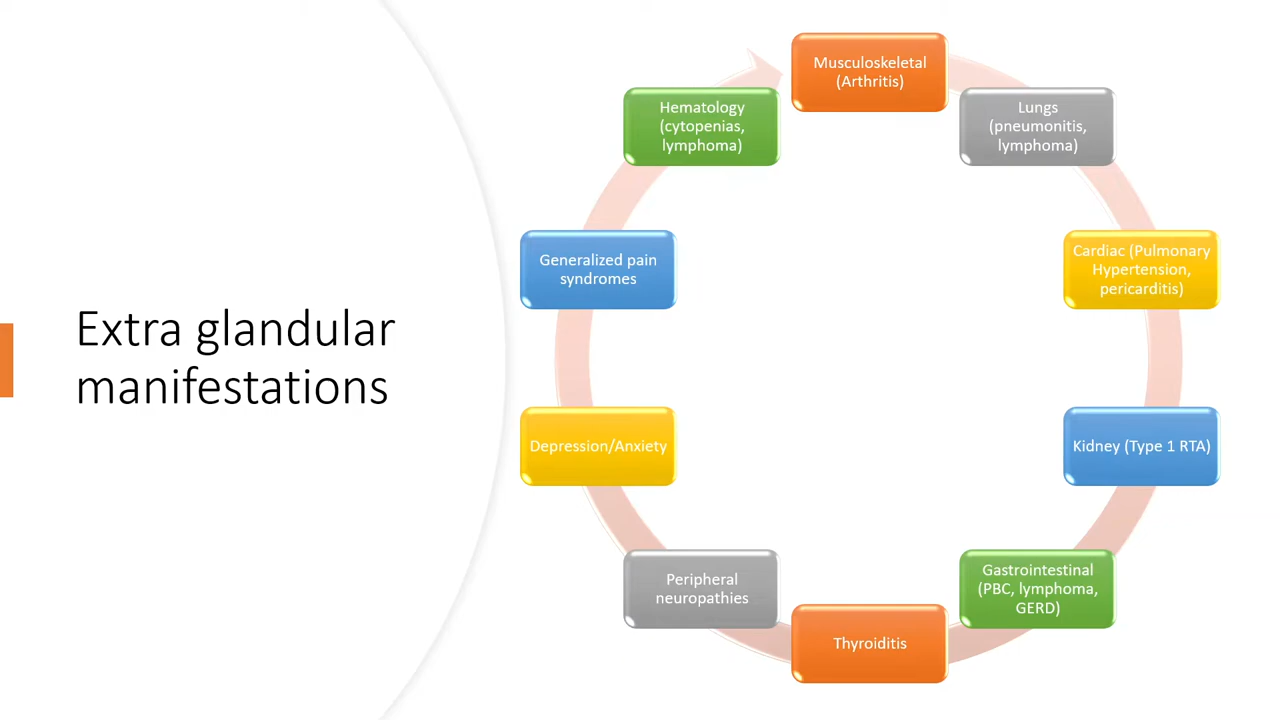 Extra glandular
manifestations
Musculoskeletal
(Arthritis)
Lungs
(pneumonitis,
lymphoma)
Cardiac (Pulmonary
Hypertension,
pericarditis)
Kidney (Type 1 RTA)
Gastrointestinal
(PBC, lymphoma,
GERD)
Thyroiditis
Peripheral
neuropathies
Depression/Anxiety
Generalized pain
syndromes
Hematology
(cytopenias,
lymphoma)